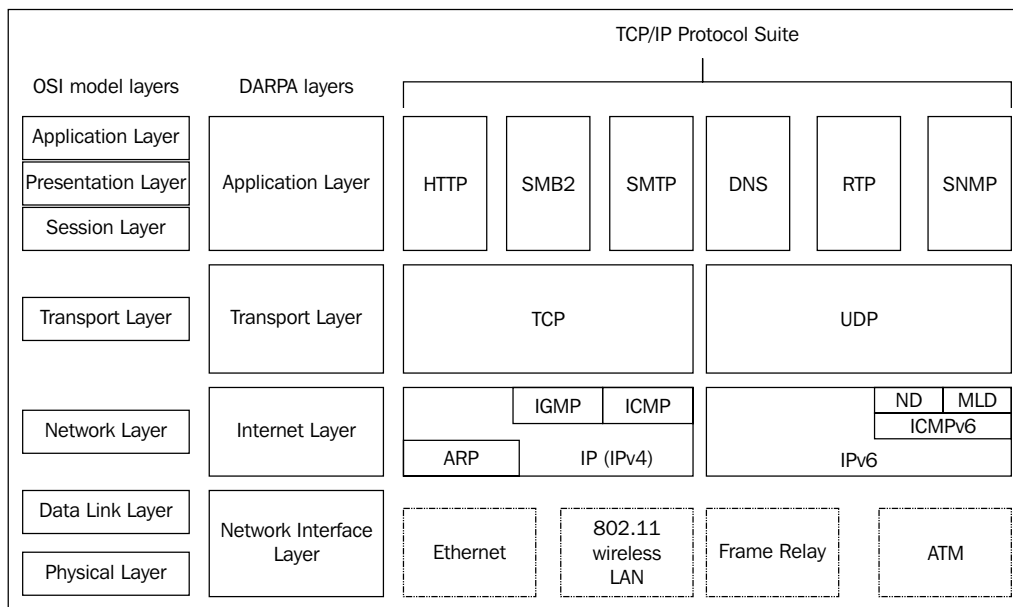 TCP/IP Protocol Suite
OSI model layers
DARPA layers
Application Layer
Presentation Layer
Session Layer
Application Layer
HTTP
SMB2
SMTP
DNS
RTP
SNMP
Transport Layer
Transport Layer
TCP
UDP
Network Layer
Internet Layer
IGMP
ICMP
ARP
IP (IPv4)
ND
MLD
ICMPv6
IPv6
Data Link Layer
Physical Layer
Network Interface
Layer
Ethernet
802.11
wireless
LAN
Frame Relay
ATM